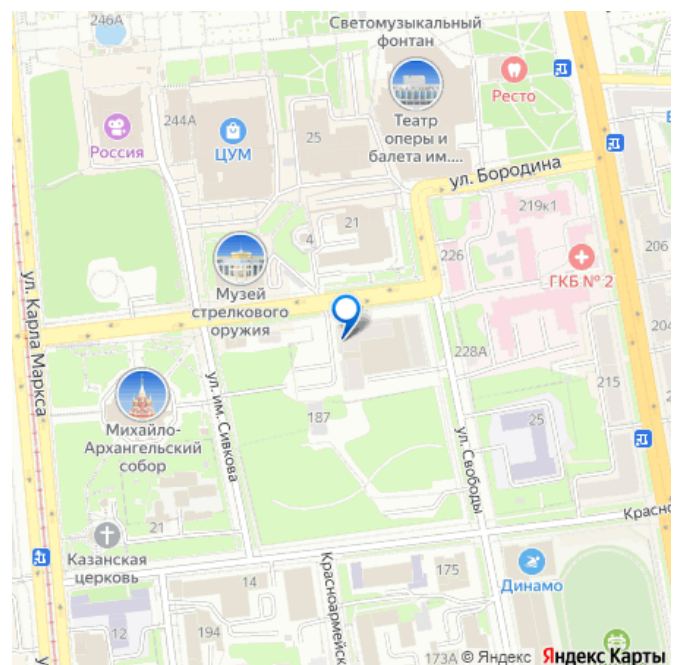 246А
Светомузыкальный
фонтан
Ресто
Россия
244А
ЦУМ
25
Театр
оперы и
балета им....
ул. Бородина
219к1
4
21
226
206
ГКБ № 2
Музей
стрелкового
оружия
ул. Карла Маркса
204
228А
215
ул. им. Сивкова
Михайло-
Архангельский
собор
187
25
ул. Свободы
21
Казанская
церковь
Красно
Красноармейск
14
175
Динамо
12
194
173А
© Яндекс Яндекс Карты